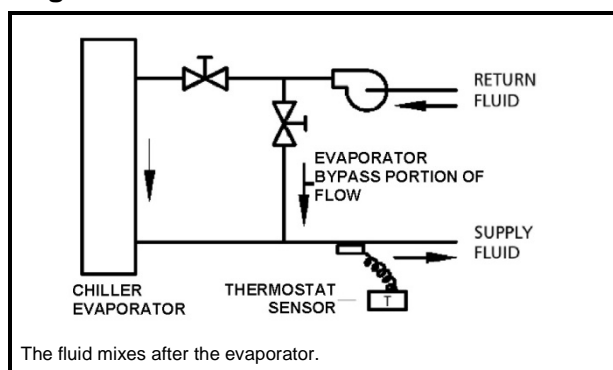 RETURN
FLUID
EVAPORATOR
BYPASS PORTION OF
FLOW
SUPPLY
FLUID
CHILLER
EVAPORATOR
THERMOSTAT
SENSOR
T
The fluid mixes after the evaporator.